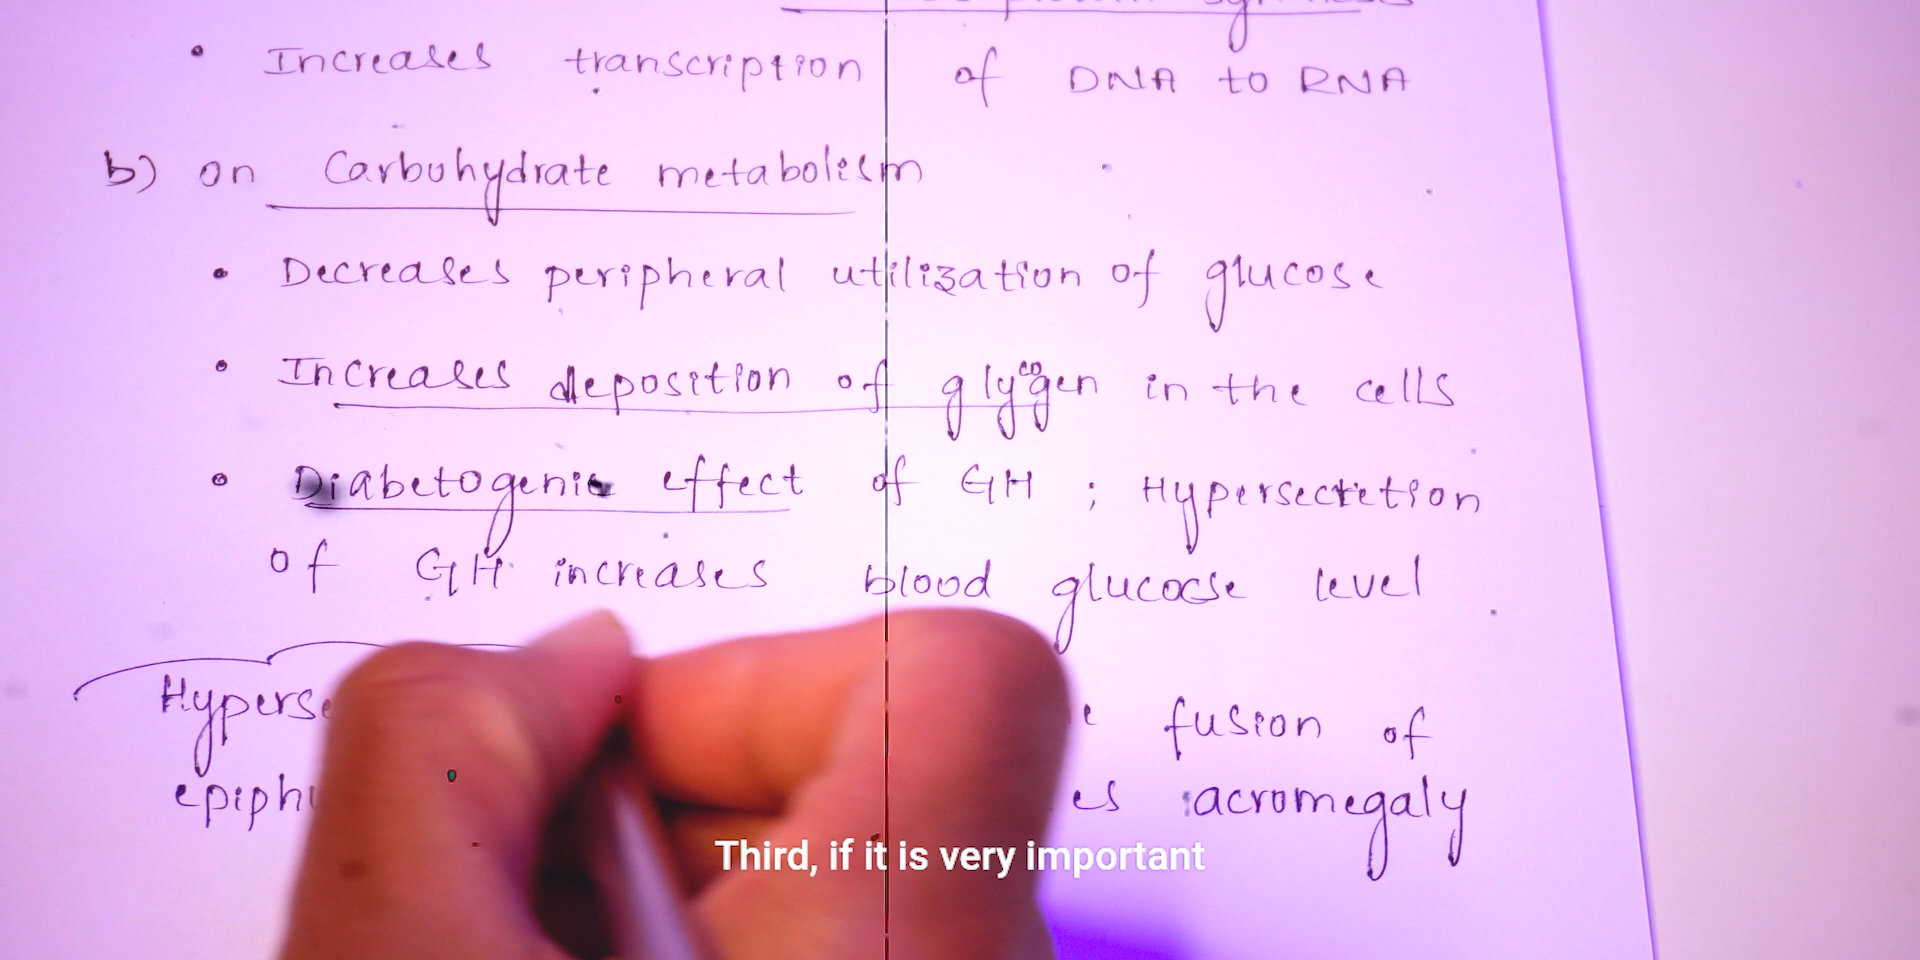 • Increases transcription of DNA to RNA
b) on Carbohydrate metabolism
• Decreases peripheral utilization of glucose
• Increases deposition of glycogen in the cells
• Diabetogenic effect of GH ; Hypersecretion
of GH increases blood glucose level
fusion of
acromegaly
Third, if it is very important